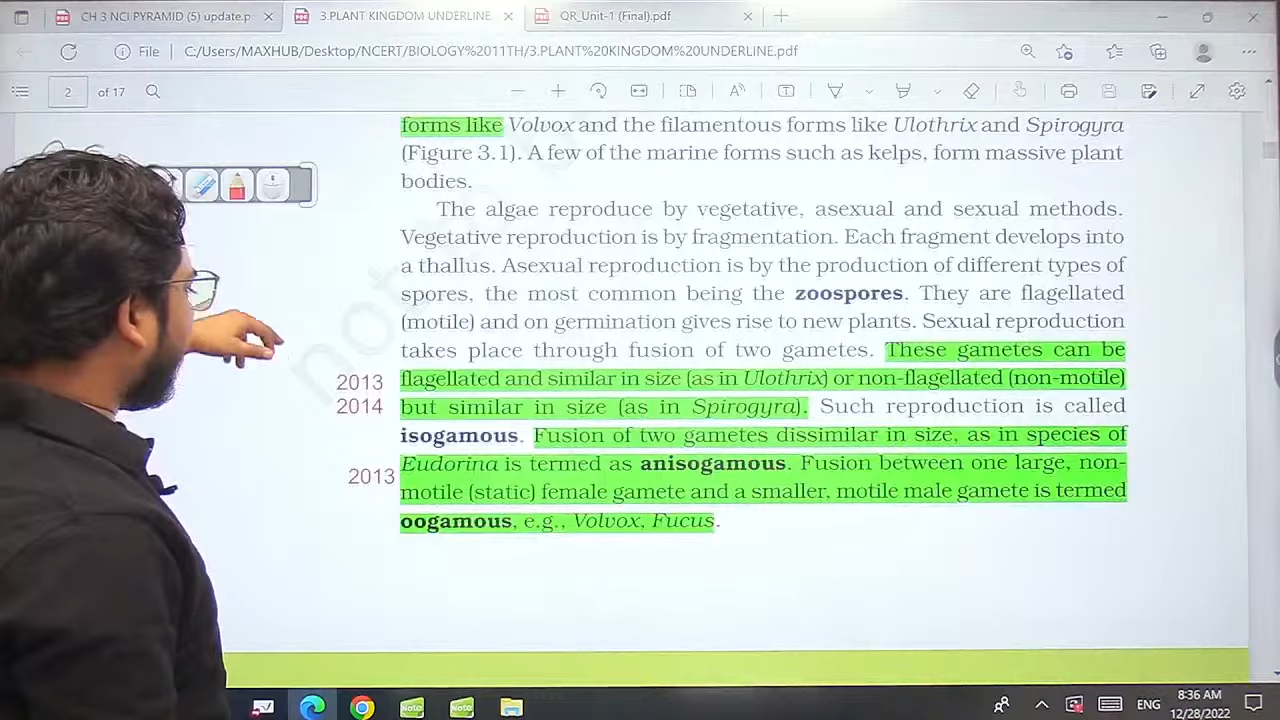 CH 3 NCI PYRAMID (5) update.p
3.PLANT KINGDOM UNDERLINE.
QR_Unit-1 (Final).pdf
File
C:/Users/MAXHUB/Desktop/NCERT/BIOLOGY%2011TH/3.PLANT%20KINGDOM%20UNDERLINE.pdf
2 of 17
forms like Volvox and the filamentous forms like Ulothrix and Spirogyra
(Figure 3.1). A few of the marine forms such as kelps, form massive plant
bodies.
The algae reproduce by vegetative, asexual and sexual methods.
Vegetative reproduction is by fragmentation. Each fragment develops into
a thallus. Asexual reproduction is by the production of different types of
spores, the most common being the zoospores. They are flagellated
(motile) and on germination gives rise to new plants. Sexual reproduction
takes place through fusion of two gametes. These gametes can be
2013 flagellated and similar in size (as in Ulothrix) or non-flagellated (non-motile)
2014 but similar in size (as in Spirogyra). Such reproduction is called
isogamous. Fusion of two gametes dissimilar in size, as in species of
Eudorina is termed as anisogamous. Fusion between one large, non-
2013 motile (static) female gamete and a smaller, motile male gamete is termed
oogamous, e.g., Volvox, Fucus.
not
Note
Note
ENG
8:36 AM
12/28/2022